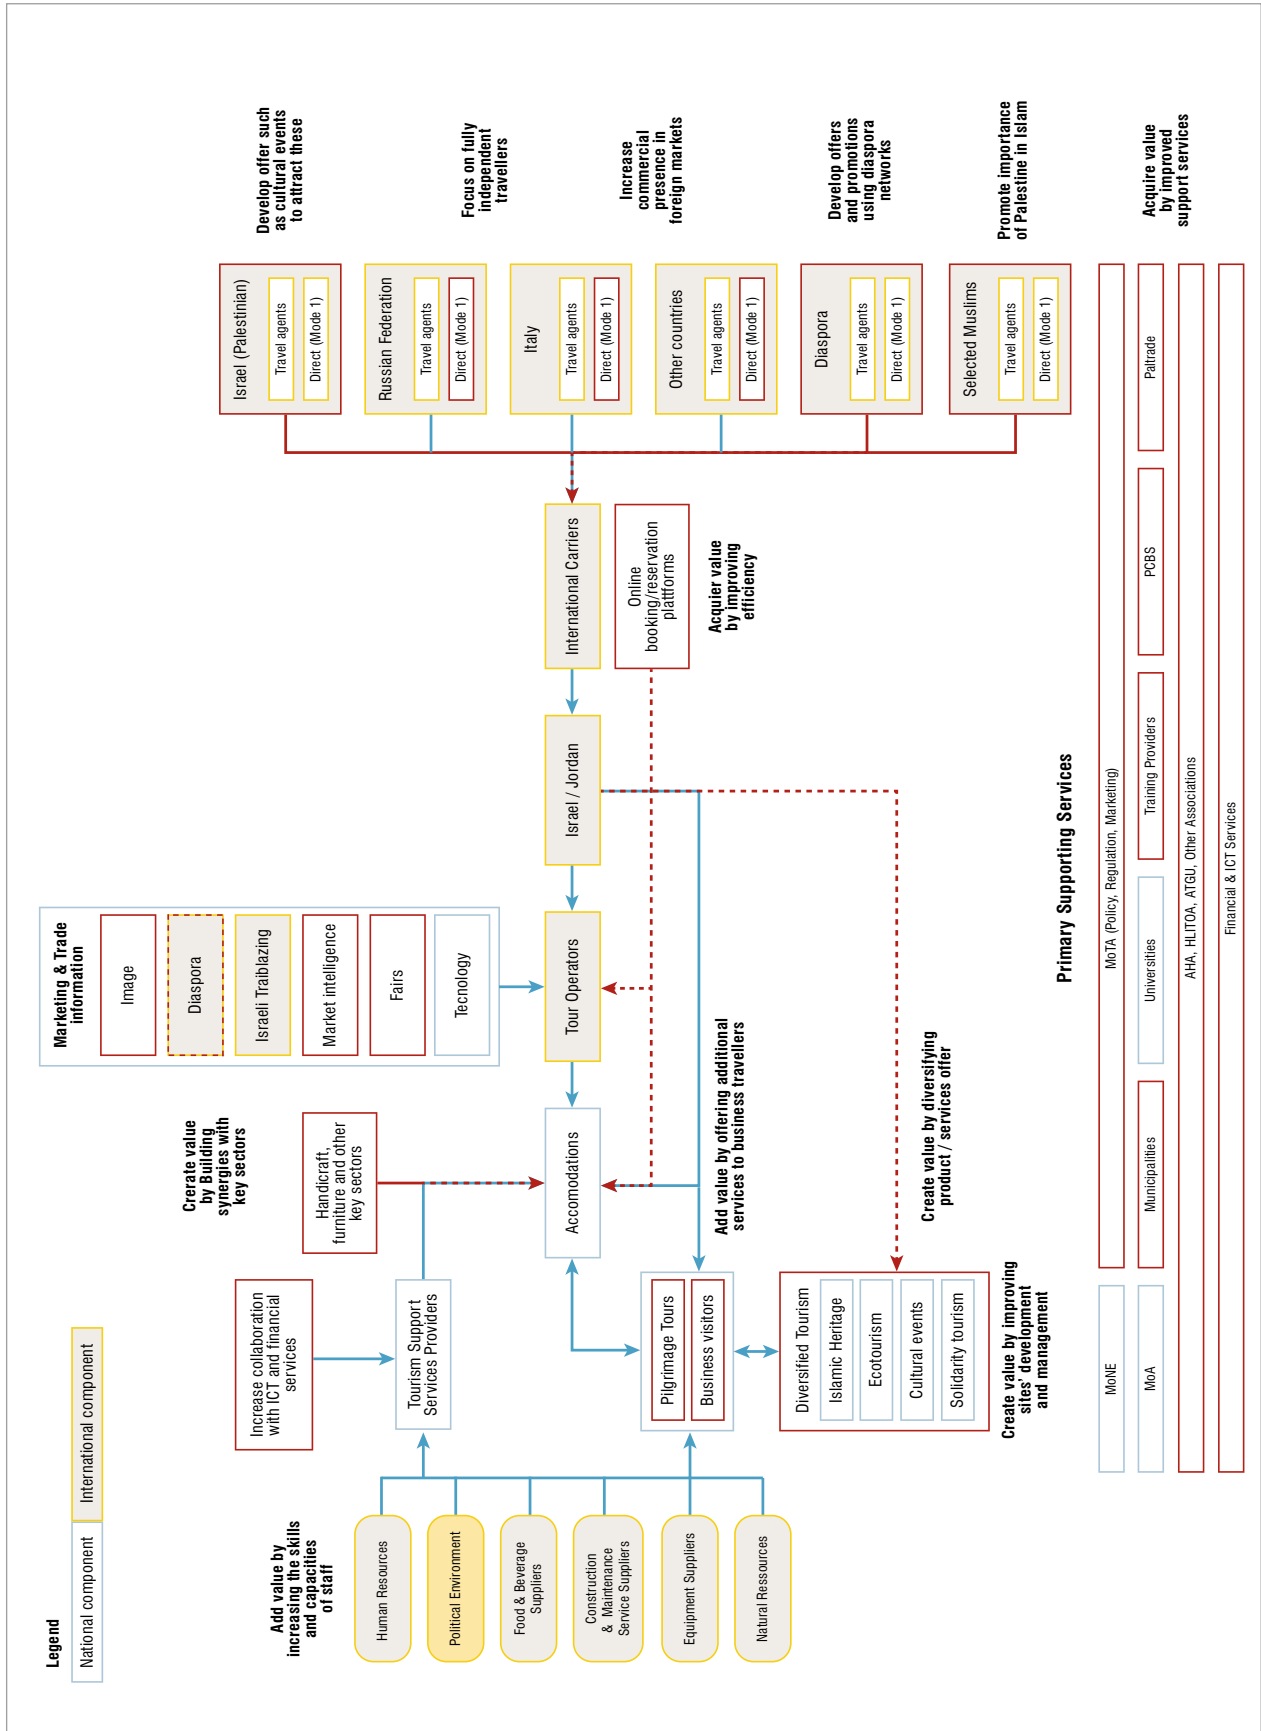 Legend
National component
International component
Add value by
increasing the skills
and capacities
of staff
Human Resources
Political Environment
Food & Beverage
Suppliers
Construction
& Maintenance
Service Suppliers
Equipment Suppliers
Natural Ressources
Increase collaboration
with ICT and financial
services
Tourism Support
Services Providers
Crerate value
by Building
synergies with
key sectors
Handicraft,
furniture and other
key sectors
Accomodations
Pilgrimage Tours
Business visitors
Diversified Tourism
Islamic Heritage
Ecotourism
Cultural events
Solidarity tourism
Create value by improving
sites’ development
and management
Add value by offering additional
services to business travellers
Create value by diversifying
product / services offer
Marketing & Trade
information
Image
Diaspora
Israeli Traiblazing
Market intelligence
Fairs
Tecnology
Tour Operators
Israel / Jordan
International Carriers
Online
booking/reservation
plattforms
Acquier value
by improving
efficiency
Israel (Palestinian)
Travel agents
Direct (Mode 1)
Russian Federation
Travel agents
Direct (Mode 1)
Italy
Travel agents
Direct (Mode 1)
Other countries
Travel agents
Direct (Mode 1)
Diaspora
Travel agents
Direct (Mode 1)
Selected Muslims
Travel agents
Direct (Mode 1)
Develop offer such
as cultural events
to attract these
Focus on fully
independent
travellers
Increase
commercial
presence in
foreign markets
Develop offers
and promotions
using diaspora
networks
Promote importance
of Palestine in Islam
Primary Supporting Services
MoNE
MoTA (Policy, Regulation, Marketing)
MoA
Municipalities
Universities
Training Providers
PCBS
Paltrade
AHA, HLITOA, ATGU, Other Associations
Financial & ICT Services
Acquire value
by improved
support services